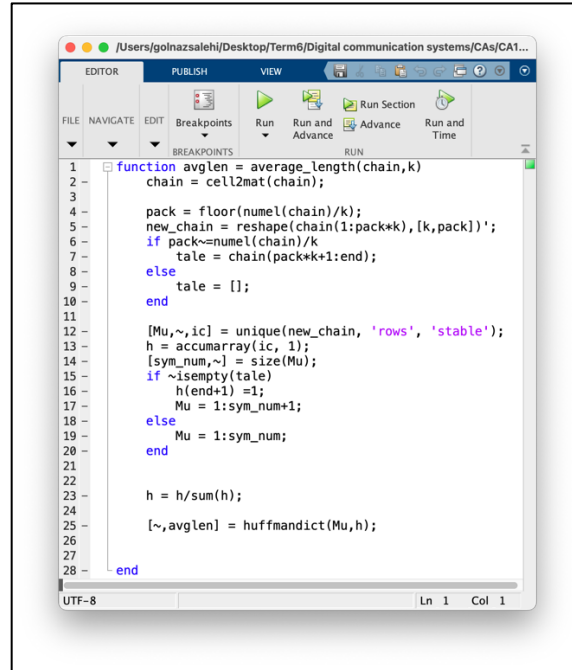 /Users/golnazsalehi/Desktop/Term6/Digital communication systems/CAs/CA1...
EDITOR PUBLISH VIEW
FILE NAVIGATE EDIT Breakpoints Run Run and Advance Run Section Advance Run and Time
BREAKPOINTS RUN
1 function avglen = average_length(chain,k)
2 - chain = cell2mat(chain);
3
4 - pack = floor(numel(chain)/k);
5 - new_chain = reshape(chain(1:pack*k),[k,pack])';
6 - if pack~=numel(chain)/k
7 - tale = chain(pack*k+1:end);
8 - else
9 - tale = [];
10 - end
11
12 - [Mu,~,ic] = unique(new_chain, 'rows', 'stable');
13 - h = accumarray(ic, 1);
14 - [sym_num,~] = size(Mu);
15 - if ~isempty(tale)
16 - h(end+1) =1;
17 - Mu = 1:sym_num+1;
18 - else
19 - Mu = 1:sym_num;
20 - end
21
22
23 - h = h/sum(h);
24
25 - [~,avglen] = huffmandict(Mu,h);
26
27
28 - end
UTF-8 Ln 1 Col 1